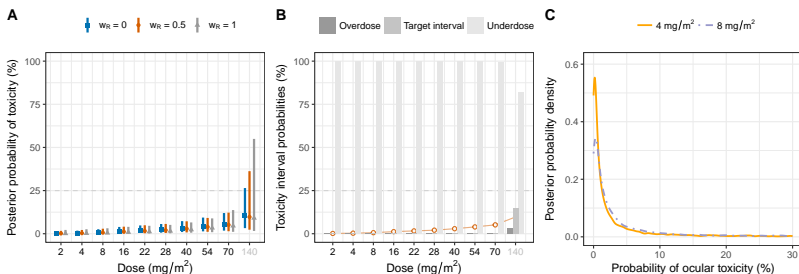 A
w_R = 0 w_R = 0.5 w_R = 1
Posterior probability of toxicity (%)
100
75
50
25
0
2 4 8 16 22 28 40 54 70 140
Dose (mg/m²)
B
Overdose Target interval Underdose
Toxicity interval probabilities (%)
100
75
50
25
0
2 4 8 16 22 28 40 54 70 140
Dose (mg/m²)
C
4 mg/m² 8 mg/m²
Posterior probability density
0.6
0.4
0.2
0.0
0 10 20 30
Probability of ocular toxicity (%)